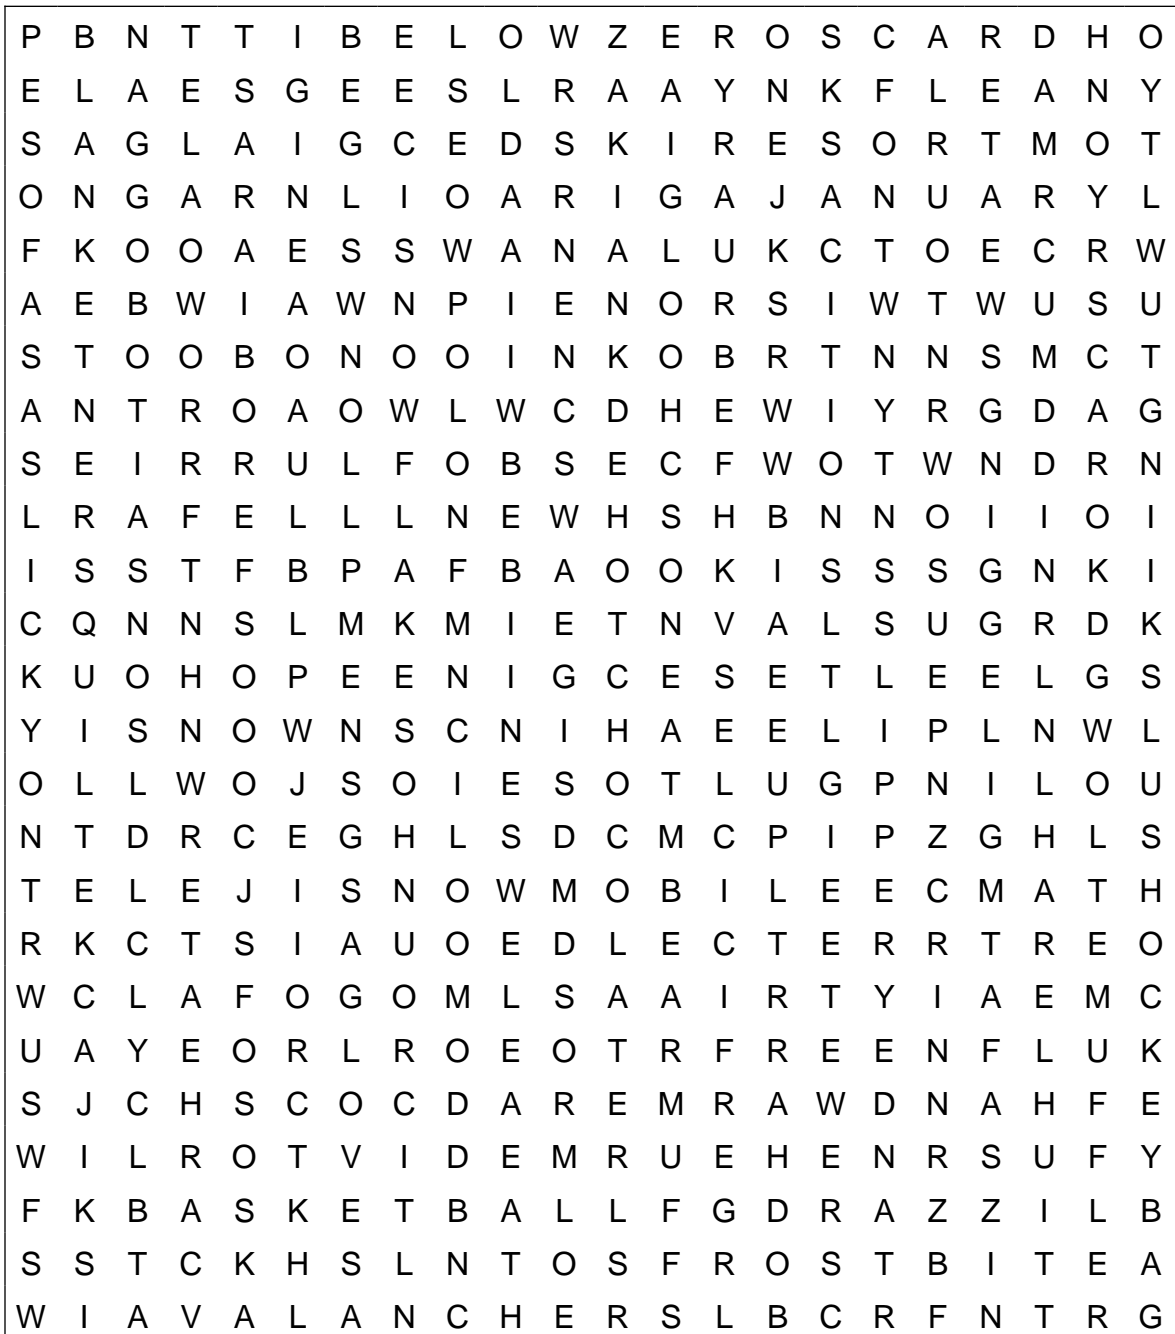 P B N T T I B E L O W Z E R O S C A R D H O
E L A E S G E E S L R A A Y N K F L E A N Y
S A G L A I G C E D S K I R E S O R T M O T
O N G A R N L I O A R I G A J A N U A R Y L
F K O O A E S S W A N A L U K C T O E C R W
A E B W I A W N P I E N O R S I W T W U S U
S T O O B O N O O I N K O B R T N N S M C T
A N T R O A O W L W C D H E W I Y R G D A G
S E I R R U L F O B S E C F W O T W N D R N
L R A F E L L L N E W H S H B N N O I I O I
I S S T F B P A F B A O O K I S S S G N K I
C Q N N S L M K M I E T N V A L S U G R D K
K U O H O P E E N I G C E S E T L E E L G S
Y I S N O W N S C N I H A E E L I P L N W L
O L L W O J S O I E S O T L U G P N I L O U
N T D R C E G H L S D C M C P I P Z G H L S
T E L E J I S N O W M O B I L E E C M A T H
R K C T S I A U O E D L E C T E R R T R E O
W C L A F O G O M L S A A I R T Y I A E M C
U A Y E O R L R O E O T R F R E E N F L U K
S J C H S C O C D A R E M R A W D N A H F E
W I L R O T V I D E M R U E H E N R S U F Y
F K B A S K E T B A L L F G D R A Z Z I L B
S S T C K H S L N T O S F R O S T B I T E A
W I A V A L A N C H E R S L B C R F N T R G